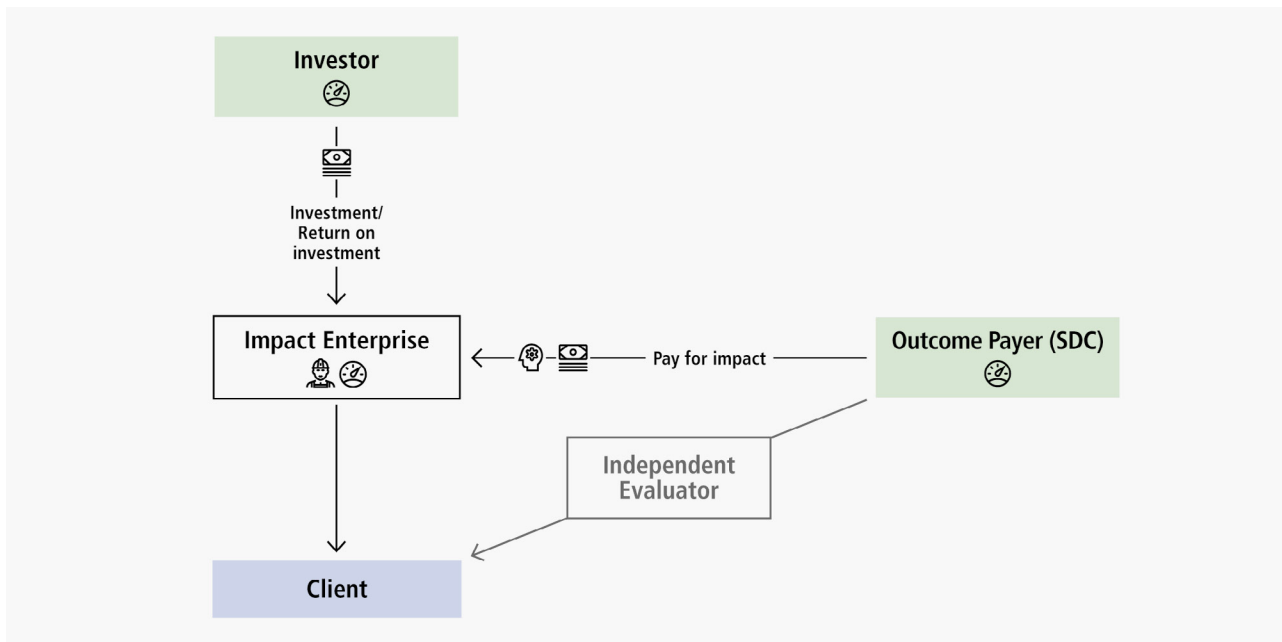 Investor
Investment/
Return on
investment
Impact Enterprise
Pay for impact
Outcome Payer (SDC)
Independent
Evaluator
Client